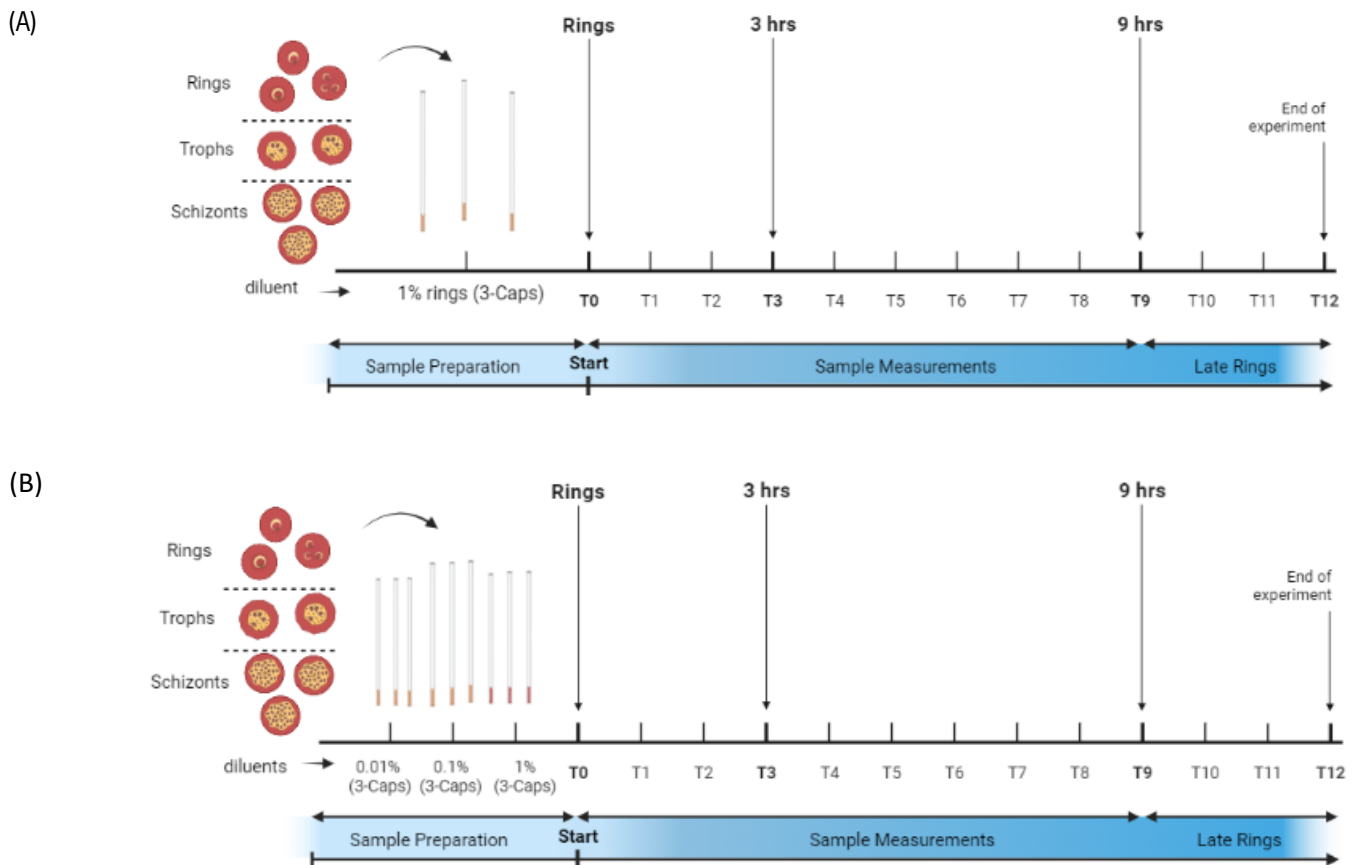 (A)
Rings
3 hrs
9 hrs
Rings
End of
experiment
Trophs
Schizonts
diluent
1% rings (3-Caps)
T0
T1
T2
T3
T4
T5
T6
T7
T8
T9
T10
T11
T12
Sample Preparation
Start
Sample Measurements
Late Rings
(B)
Rings
3 hrs
9 hrs
Rings
End of
experiment
Trophs
Schizonts
diluents
0.01%
(3-Caps)
0.1%
(3-Caps)
1%
(3-Caps)
T0
T1
T2
T3
T4
T5
T6
T7
T8
T9
T10
T11
T12
Sample Preparation
Start
Sample Measurements
Late Rings